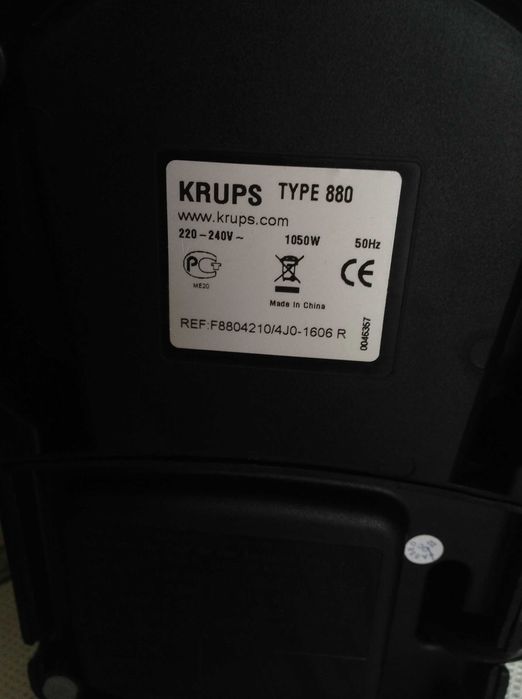 KRUPS TYPE 880
www.krups.com
220-240V~ 1050W 50Hz
PC
ME20
CE
Made in China
REF:F8804210/4J0-1606 R
0046367